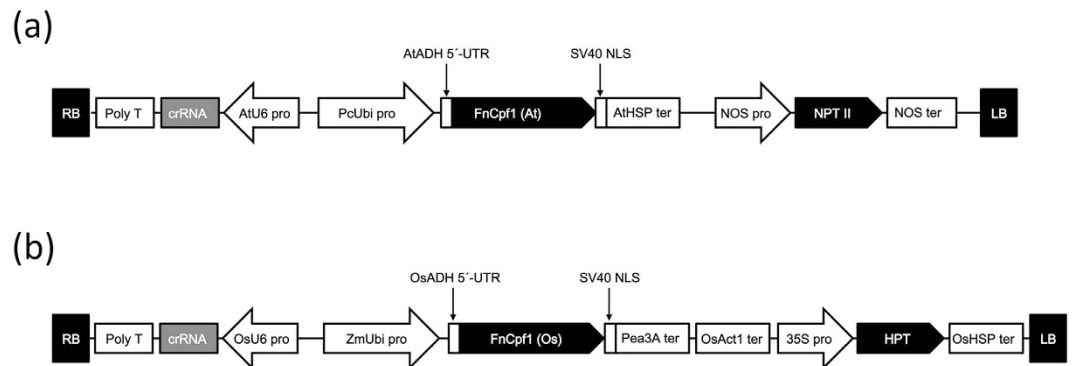 (a)
AtADH 5´-UTR SV40 NLS
RB Poly T crRNA AtU6 pro PcUbi pro FnCpf1 (At) AtHSP ter NOS pro NPT II NOS ter LB
(b)
OsADH 5´-UTR SV40 NLS
RB Poly T crRNA OsU6 pro ZmUbi pro FnCpf1 (Os) Pea3A ter OsAct1 ter 35S pro HPT OsHSP ter LB